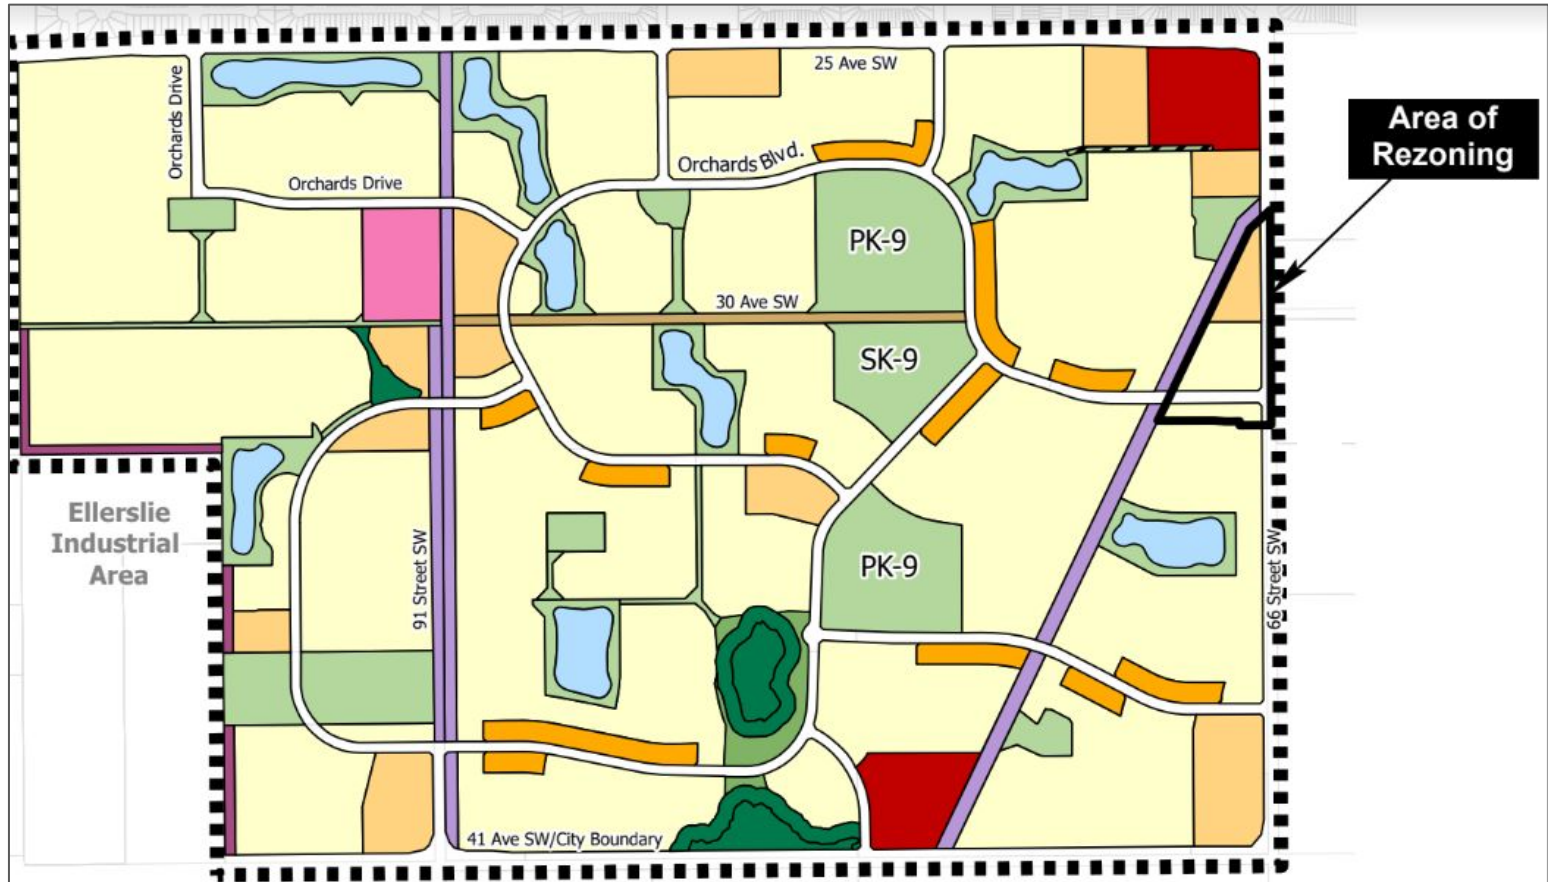 25 Ave SW
Orchards Drive
Area of
Rezoning
Orchards Blvd.
Orchards Drive
PK-9
30 Ave SW
SK-9
Ellerslie
Industrial
Area
91 Street SW
PK-9
66 Street SW
41 Ave SW/City Boundary